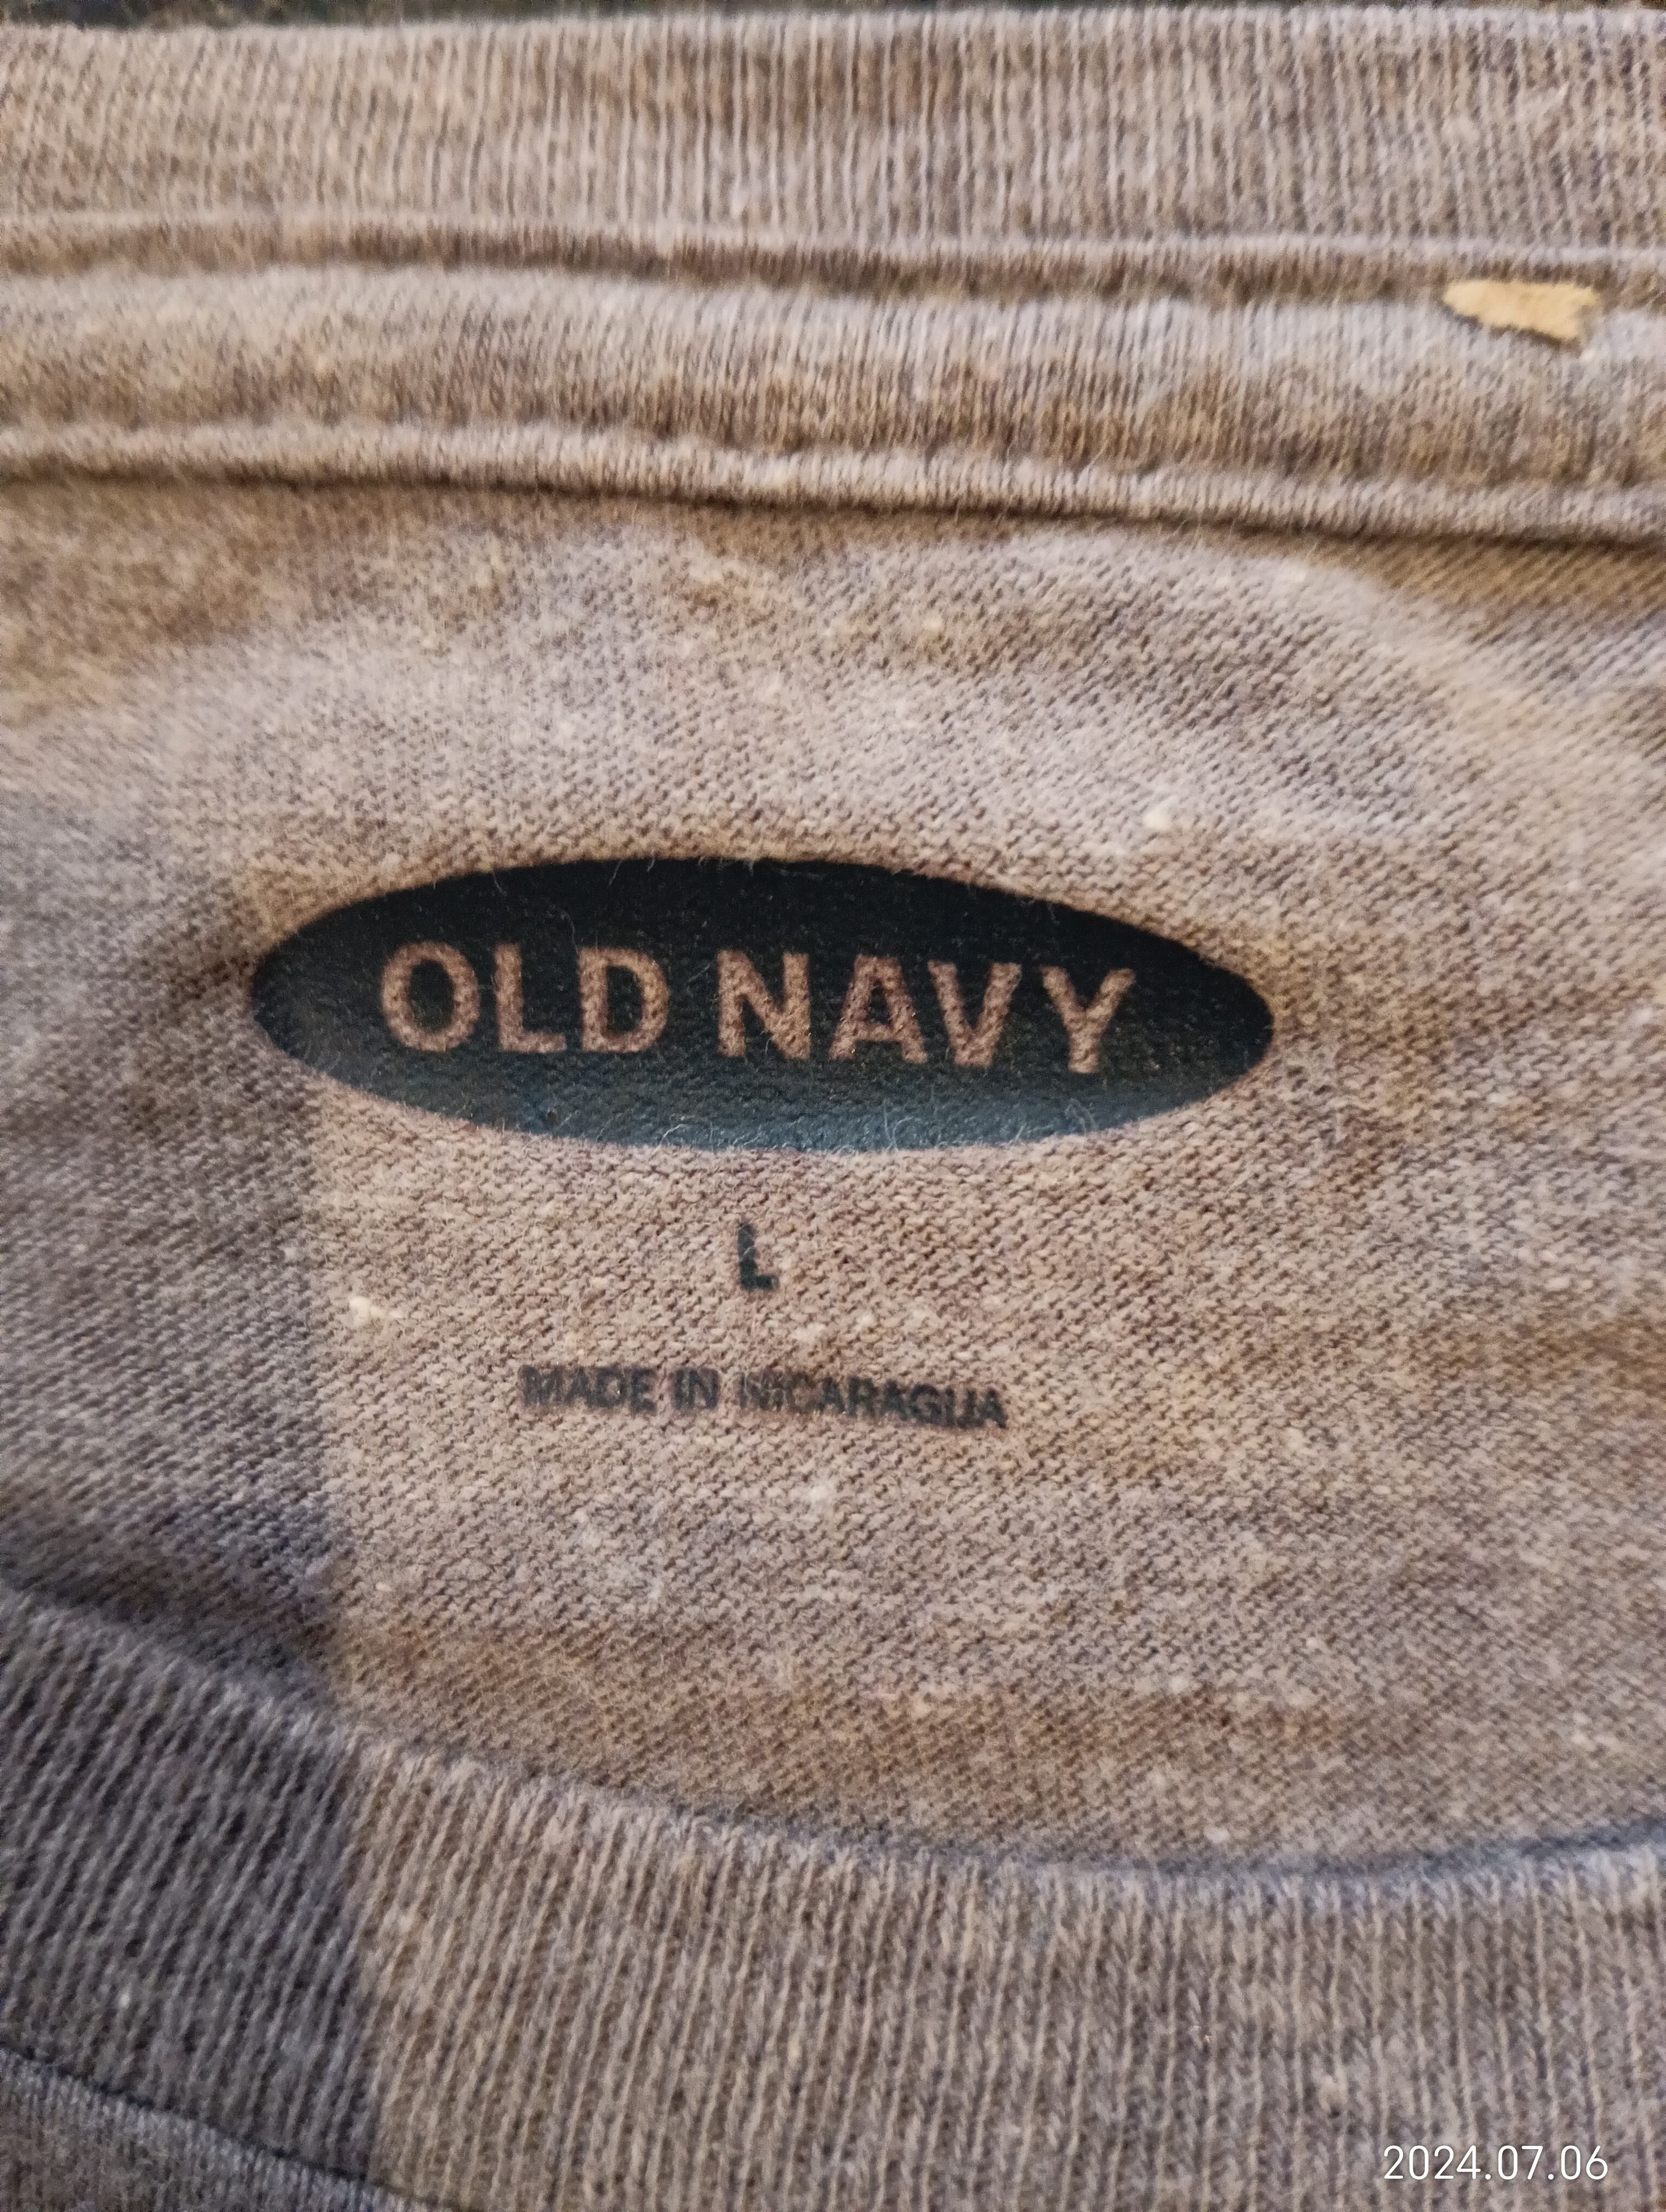 OLD NAVY
L
MADE IN NICARAGUA
2024.07.06